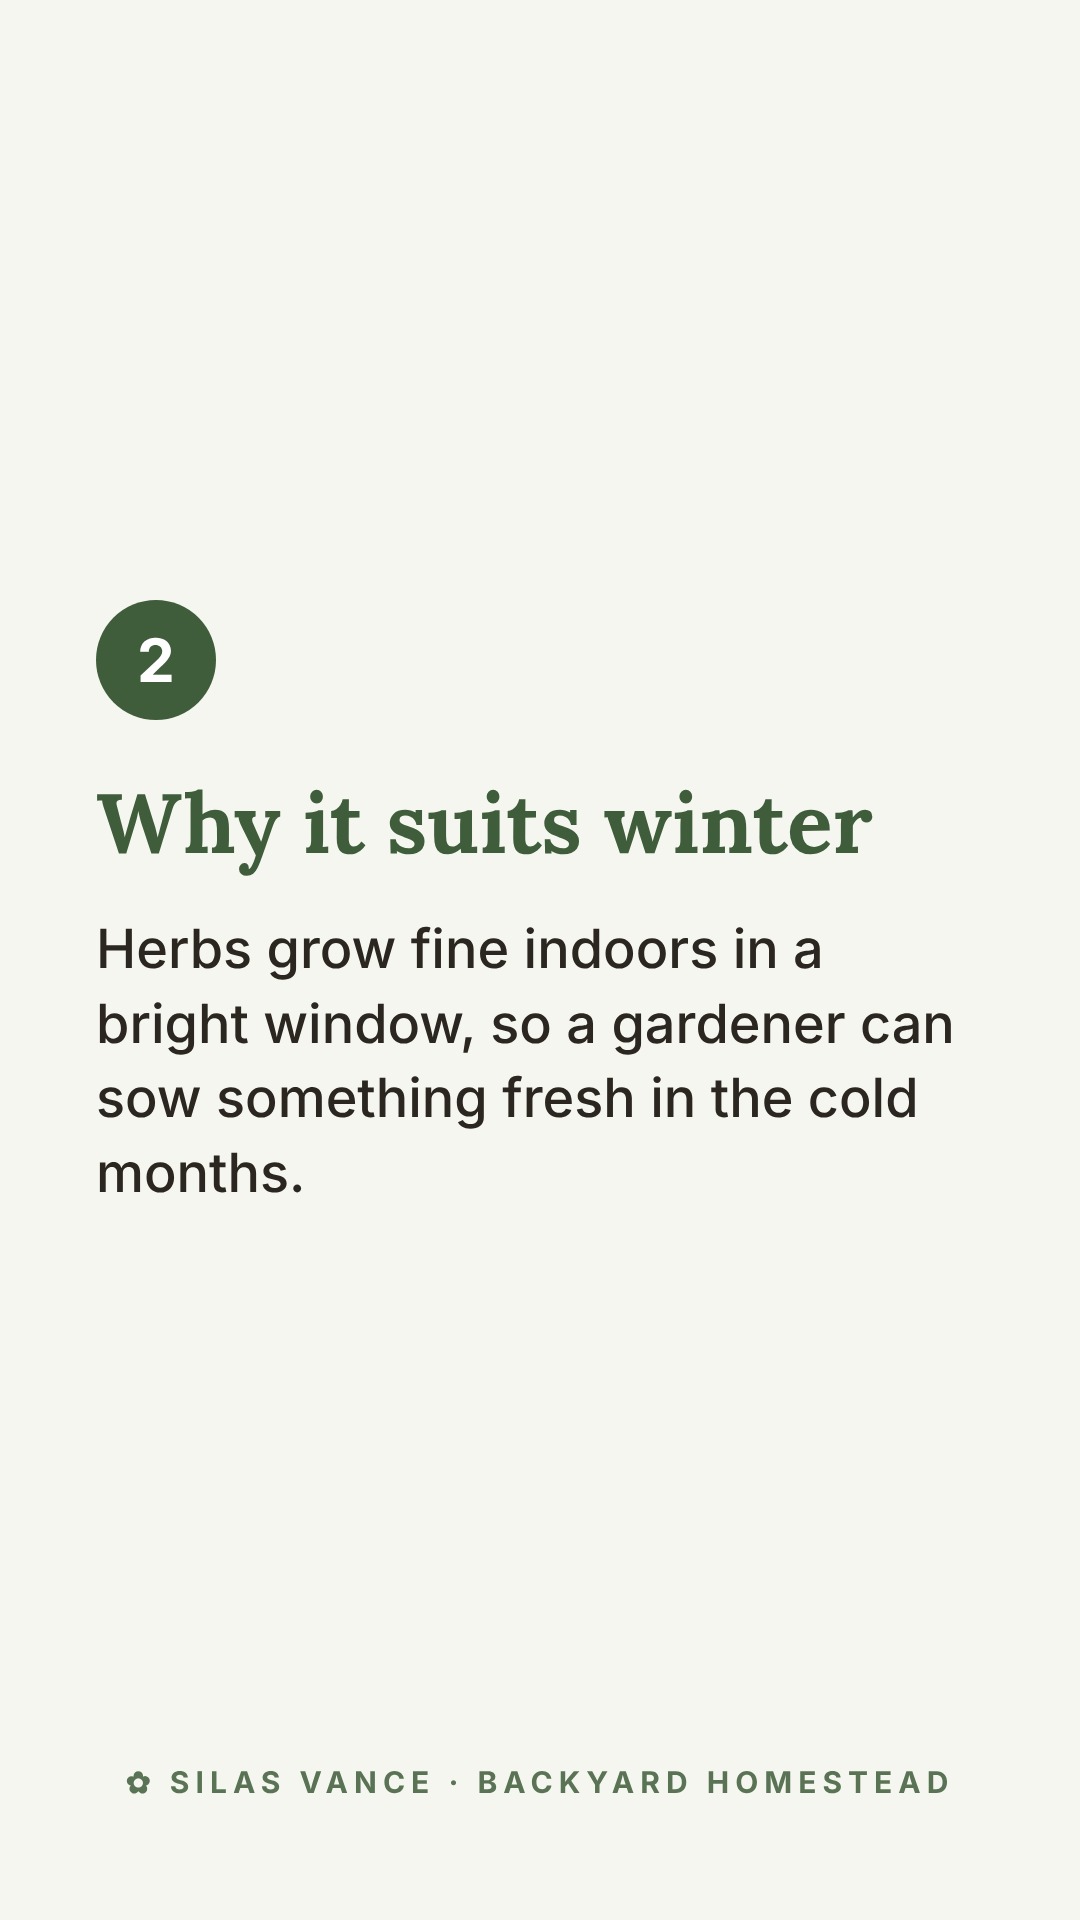 2
Why it suits winter
Herbs grow fine indoors in a
bright window, so a gardener can
sow something fresh in the cold
months.
✿ SILAS VANCE · BACKYARD HOMESTEAD